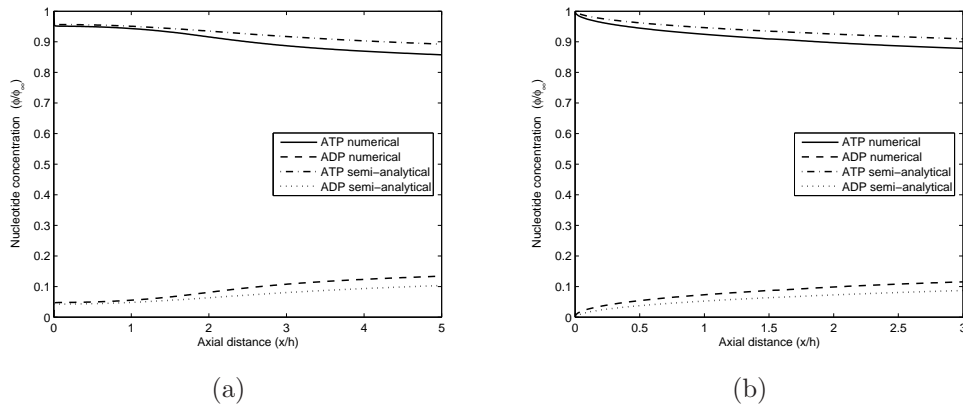 1
0.9
0.8
0.7
0.6
0.5
0.4
0.3
0.2
0.1
0
Nucleotide concentration (ϕ/ϕ∞)
ATP numerical
ADP numerical
ATP semi−analytical
ADP semi−analytical
0 1 2 3 4 5
Axial distance (x/h)
(a)
1
0.9
0.8
0.7
0.6
0.5
0.4
0.3
0.2
0.1
0
Nucleotide concentration (ϕ/ϕ∞)
ATP numerical
ADP numerical
ATP semi−analytical
ADP semi−analytical
0 0.5 1 1.5 2 2.5 3
Axial distance (x/h)
(b)